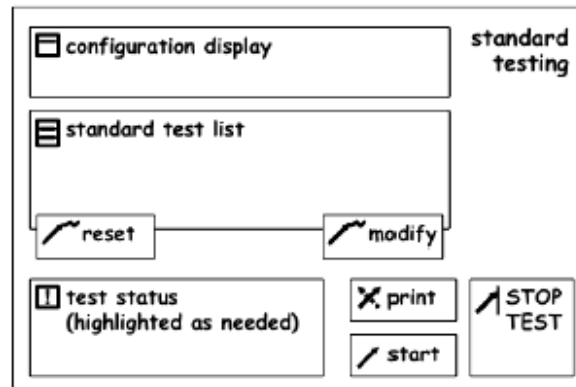 configuration display
standard
testing
standard test list
reset
modify
test status
(highlighted as needed)
print
start
STOP
TEST